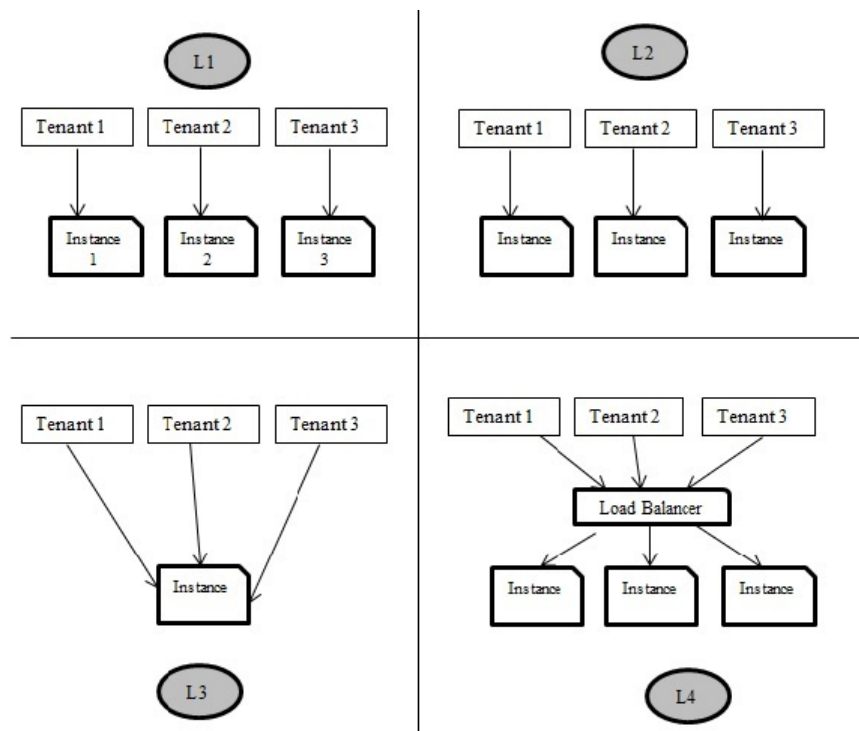 L1
Tenant 1 Tenant 2 Tenant 3
Instance
1
Instance
2
Instance
3
L2
Tenant 1 Tenant 2 Tenant 3
Instance Instance Instance
Tenant 1 Tenant 2 Tenant 3
Instance
L3
Tenant 1 Tenant 2 Tenant 3
Load Balancer
Instance Instance Instance
L4